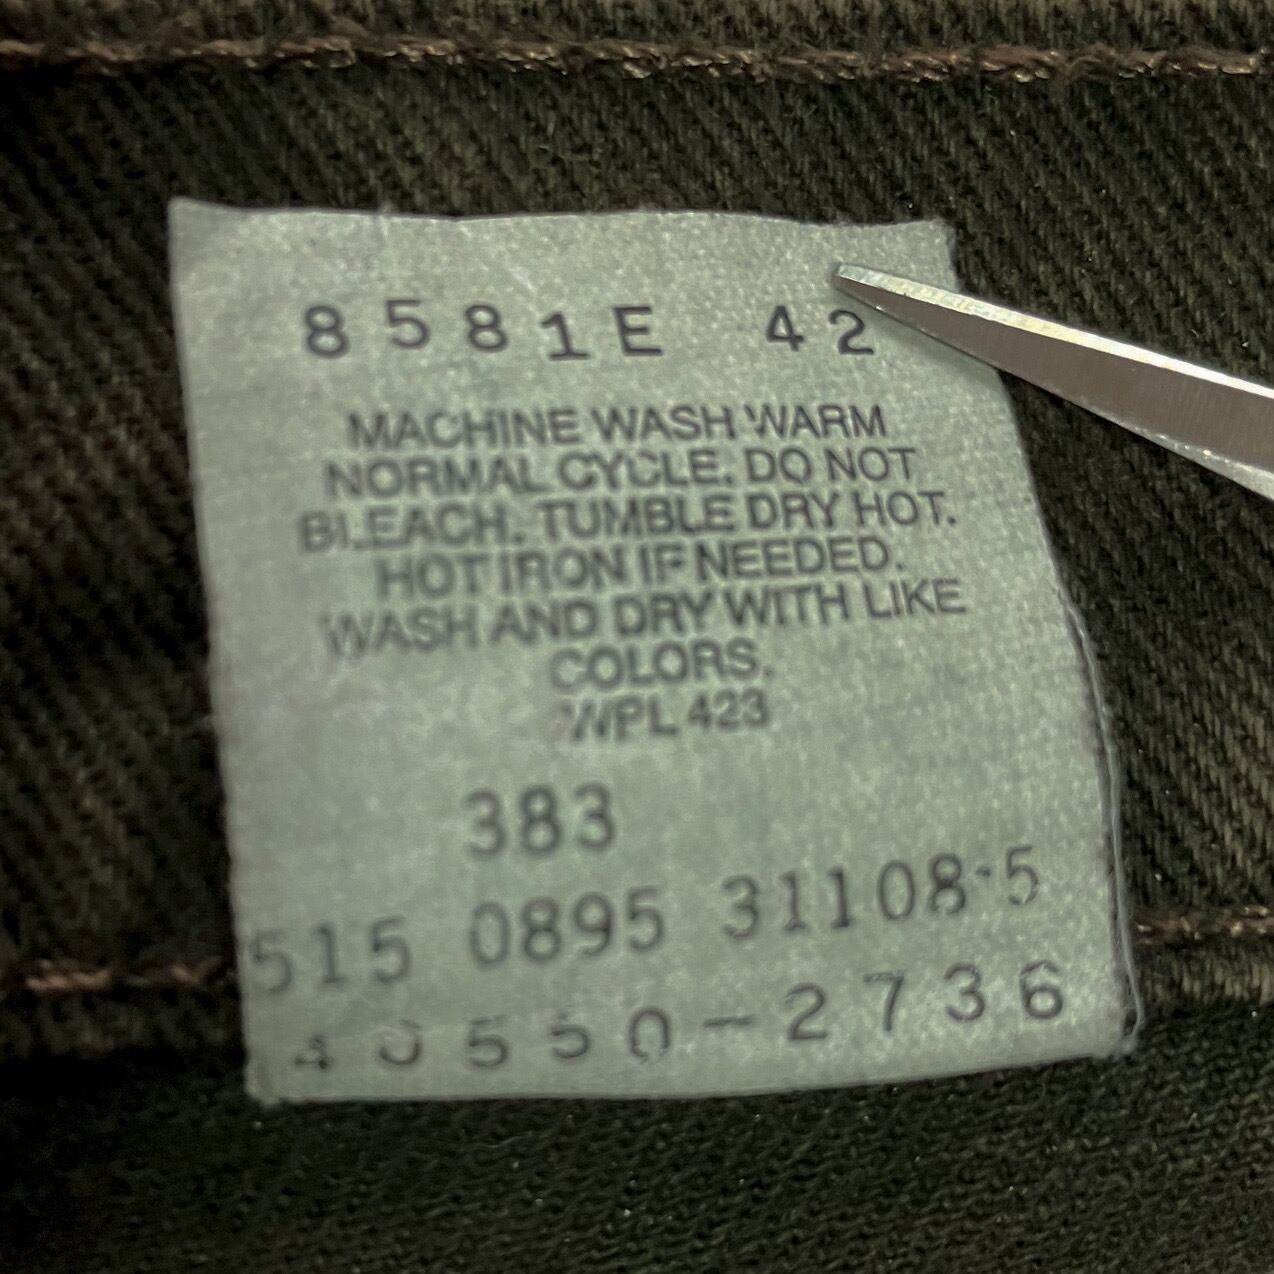 8581E 42
MACHINE WASH WARM
NORMAL CYCLE. DO NOT
BLEACH. TUMBLE DRY HOT.
HOT IRON IF NEEDED.
WASH AND DRY WITH LIKE
COLORS.
WPL 423
383
515 0895 31108-5
40550-2736